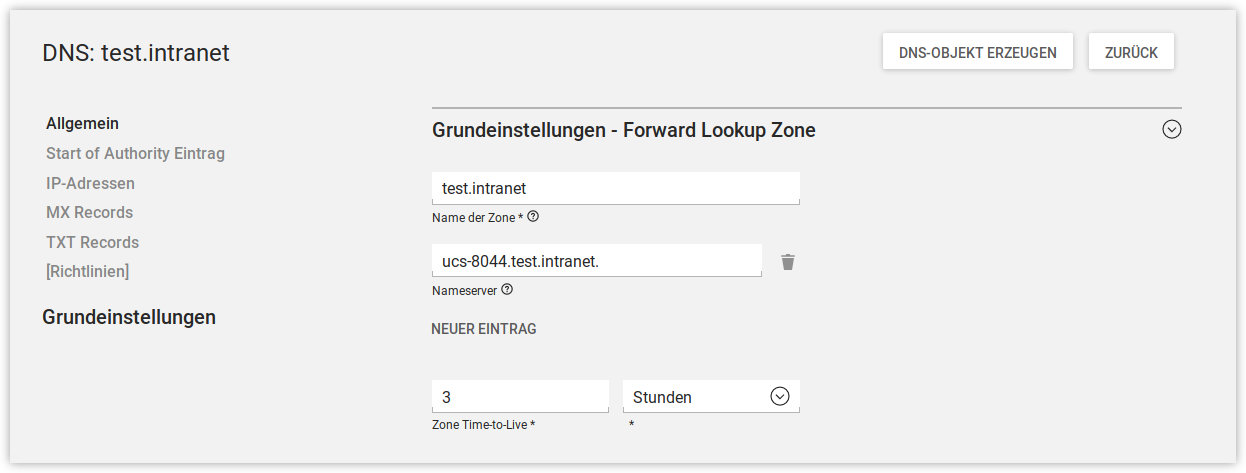 DNS: test.intranet
DNS-OBJEKT ERZEUGEN
ZURÜCK
Allgemein
Start of Authority Eintrag
IP-Adressen
MX Records
TXT Records
[Richtlinien]
Grundeinstellungen
Grundeinstellungen - Forward Lookup Zone
test.intranet
Name der Zone *
ucs-8044.test.intranet.
Nameserver
NEUER EINTRAG
3
Stunden
Zone Time-to-Live *
*